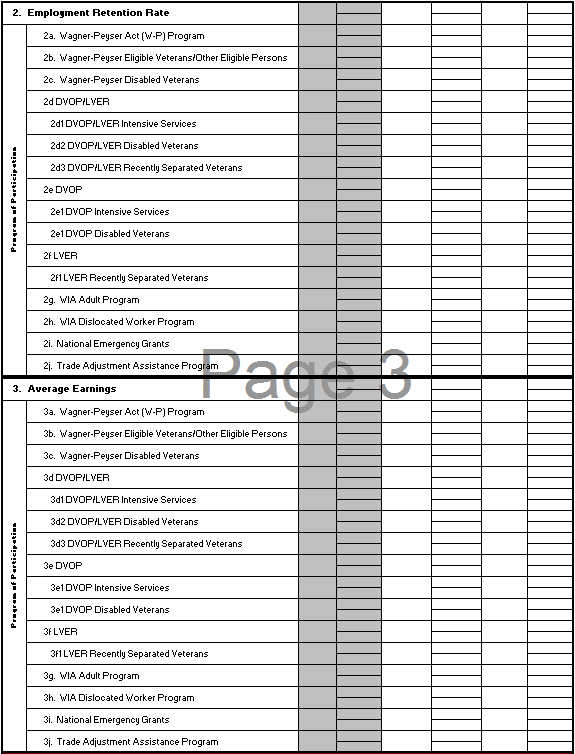 2. Employment Retention Rate
Program of Participation
2a. Wagner-Peyser Act (W-P) Program
2b. Wagner-Peyser Eligible Veterans/Other Eligible Persons
2c. Wagner-Peyser Disabled Veterans
2d DVOP/LVER
2d1 DVOP/LVER Intensive Services
2d2 DVOP/LVER Disabled Veterans
2d3 DVOP/LVER Recently Separated Veterans
2e DVOP
2e1 DVOP Intensive Services
2e1 DVOP Disabled Veterans
2f LVER
2f1 LVER Recently Separated Veterans
2g. WIA Adult Program
2h. WIA Dislocated Worker Program
2i. National Emergency Grants
2j. Trade Adjustment Assistance Program
Page 3
3. Average Earnings
Program of Participation
3a. Wagner-Peyser Act (W-P) Program
3b. Wagner-Peyser Eligible Veterans/Other Eligible Persons
3c. Wagner-Peyser Disabled Veterans
3d DVOP/LVER
3d1 DVOP/LVER Intensive Services
3d2 DVOP/LVER Disabled Veterans
3d3 DVOP/LVER Recently Separated Veterans
3e DVOP
3e1 DVOP Intensive Services
3e1 DVOP Disabled Veterans
3f LVER
3f1 LVER Recently Separated Veterans
3g. WIA Adult Program
3h. WIA Dislocated Worker Program
3i. National Emergency Grants
3j. Trade Adjustment Assistance Program